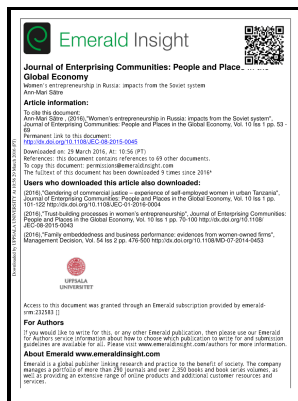 Emerald Insight
Journal of Enterprising Communities: People and Places in the
Global Economy
Women's entrepreneurship in Russia: impacts from the Soviet system
Ann-Mari Sätre
Article information:
To cite this document:
Ann-Mari Sätre , (2016),"Women's entrepreneurship in Russia: impacts from the Soviet system",
Journal of Enterprising Communities: People and Places in the Global Economy, Vol. 10 Iss 1 pp. 53 -
69
Permanent link to this document:
http://dx.doi.org/10.1108/JEC-08-2015-0045
Downloaded on: 29 March 2016, At: 10:56 (PT)
References: this document contains references to 69 other documents.
To copy this document: permissions@emeraldinsight.com
The fulltext of this document has been downloaded 9 times since 2016*
Users who downloaded this article also downloaded:
(2016),"Gendering of commercial justice – experience of self-employed women in urban Tanzania",
Journal of Enterprising Communities: People and Places in the Global Economy, Vol. 10 Iss 1 pp.
101-122 http://dx.doi.org/10.1108/JEC-01-2016-0004
(2016),"Trust-building processes in women's entrepreneurship", Journal of Enterprising Communities:
People and Places in the Global Economy, Vol. 10 Iss 1 pp. 70-100 http://dx.doi.org/10.1108/
JEC-08-2015-0043
(2016),"Family embeddedness and business performance: evidences from women-owned firms",
Management Decision, Vol. 54 Iss 2 pp. 476-500 http://dx.doi.org/10.1108/MD-07-2014-0453
UPPSALA
UNIVERSITET
Access to this document was granted through an Emerald subscription provided by emerald-
srm:232583 []
For Authors
If you would like to write for this, or any other Emerald publication, then please use our Emerald
for Authors service information about how to choose which publication to write for and submission
guidelines are available for all. Please visit www.emeraldinsight.com/authors for more information.
About Emerald www.emeraldinsight.com
Emerald is a global publisher linking research and practice to the benefit of society. The company
manages a portfolio of more than 290 journals and over 2,350 books and book series volumes, as
well as providing an extensive range of online products and additional customer resources and
services.
Downloaded by UPPSALA UNIVERSITY At 10:56 29 March 2016 (PT)